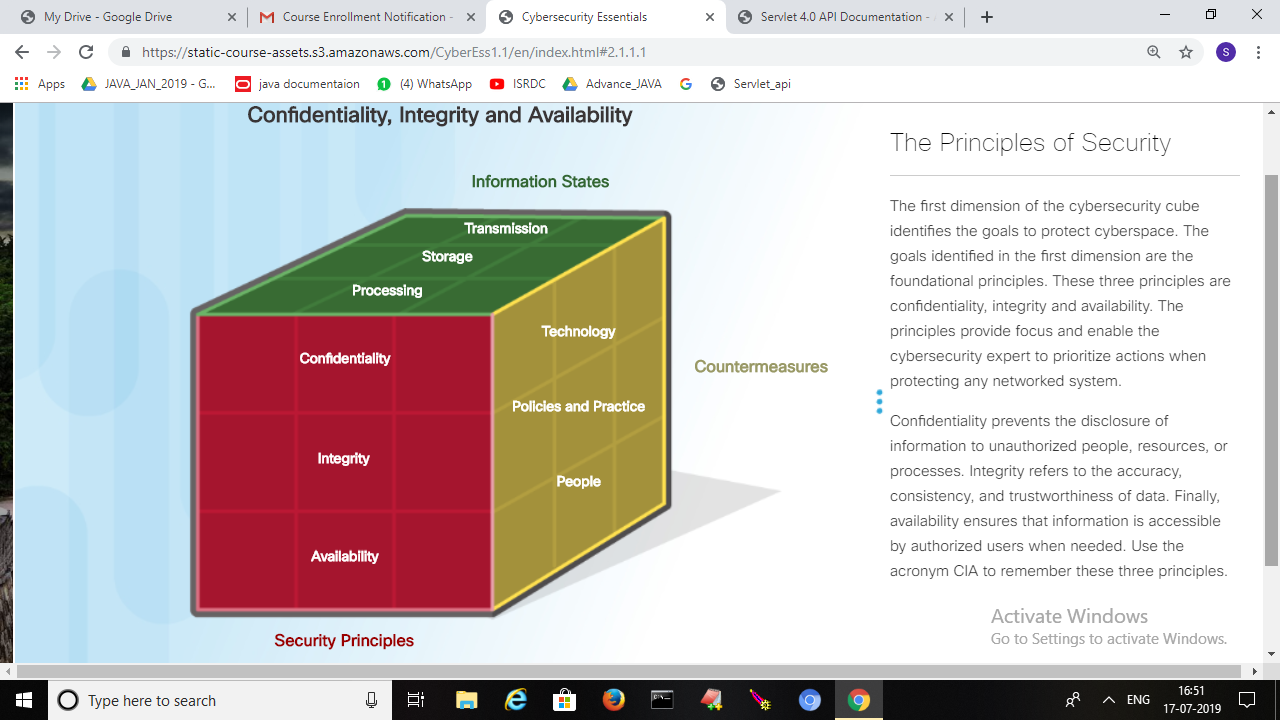 My Drive - Google Drive
Course Enrollment Notification -
Cybersecurity Essentials
Servlet 4.0 API Documentation -
https://static-course-assets.s3.amazonaws.com/CyberEss1.1/en/index.html#2.1.1.1
S
Apps
JAVA_JAN_2019 - G...
java documentaion
1
(4) WhatsApp
ISRDC
Advance_JAVA
Servlet_api
Confidentiality, Integrity and Availability
Information States
Transmission
Storage
Processing
Confidentiality
Integrity
Availability
Technology
Policies and Practice
People
Countermeasures
Security Principles
The Principles of Security
The first dimension of the cybersecurity cube
identifies the goals to protect cyberspace. The
goals identified in the first dimension are the
foundational principles. These three principles are
confidentiality, integrity and availability. The
principles provide focus and enable the
cybersecurity expert to prioritize actions when
protecting any networked system.
Confidentiality prevents the disclosure of
information to unauthorized people, resources, or
processes. Integrity refers to the accuracy,
consistency, and trustworthiness of data. Finally,
availability ensures that information is accessible
by authorized users when needed. Use the
acronym CIA to remember these three principles.
Activate Windows
Go to Settings to activate Windows.
Type here to search
ENG
16:51
17-07-2019